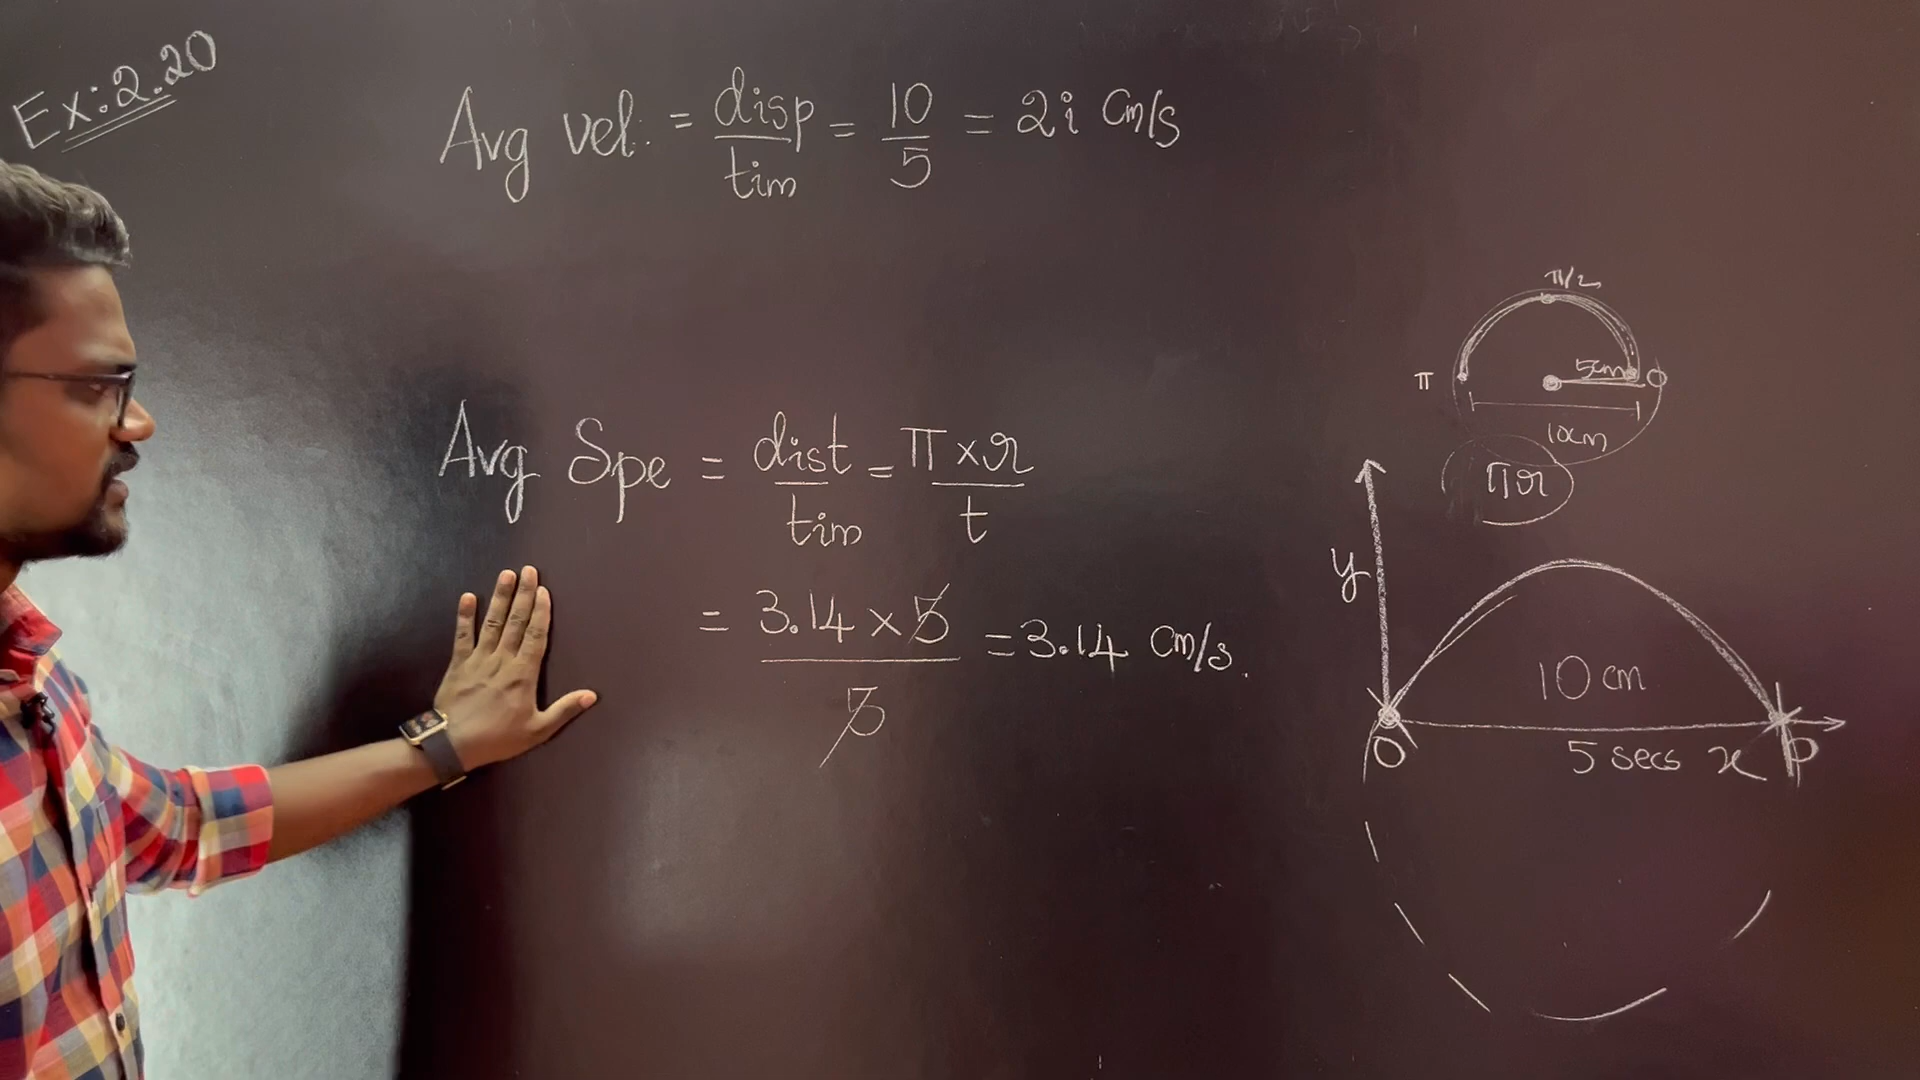 Ex: 2.20
Avg vel. = disp/tim = 10/5 = 2i cm/s
Avg Spe = dist/tim = π×r/t
= 3.14 × 5/5 = 3.14 cm/s.
π/2
π
5cm
0
10cm
πr
y
10 cm
O
5 secs
x
P